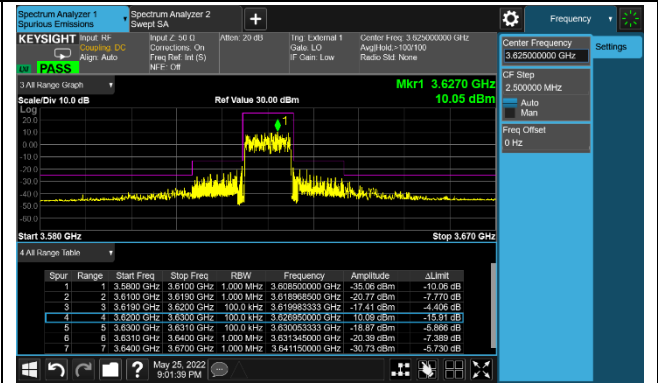 Spectrum Analyzer 1
Spurious Emissions
Spectrum Analyzer 2
Swept SA
+
Frequency
KEYSIGHT
Input: RF
Coupling: DC
Align: Auto
Input Z: 50 Ω
Corrections: On
Freq Ref: Int (S)
NFE: Off
Atten: 20 dB
Trig: External 1
Gate: LO
IF Gain: Low
Center Freq: 3.625000000 GHz
Avg|Hold:>100/100
Radio Std: None
PASS
Center Frequency
3.625000000 GHz
Settings
CF Step
2.500000 MHz
Auto
Man
Freq Offset
0 Hz
3 All Range Graph
Mkr1 3.6270 GHz
Scale/Div 10.0 dB
Ref Value 30.00 dBm
10.05 dBm
Log
20.0
10.0
0.00
-10.0
-20.0
-30.0
-40.0
-50.0
-60.0
1
Start 3.580 GHz
Stop 3.670 GHz
4 All Range Table
Spur Range Start Freq Stop Freq RBW Frequency Amplitude ΔLimit
1 1 3.5800 GHz 3.6100 GHz 1.000 MHz 3.608500000 GHz -35.06 dBm -10.06 dB
2 2 3.6100 GHz 3.6190 GHz 1.000 MHz 3.618968500 GHz -20.77 dBm -7.770 dB
3 3 3.6190 GHz 3.6200 GHz 100.0 kHz 3.619983333 GHz -17.41 dBm -4.406 dB
4 4 3.6200 GHz 3.6300 GHz 100.0 kHz 3.626950000 GHz 10.09 dBm -15.91 dB
5 5 3.6300 GHz 3.6310 GHz 100.0 kHz 3.630053333 GHz -18.87 dBm -5.866 dB
6 6 3.6310 GHz 3.6400 GHz 1.000 MHz 3.631345000 GHz -20.39 dBm -7.389 dB
7 7 3.6400 GHz 3.6700 GHz 1.000 MHz 3.641150000 GHz -30.73 dBm -5.730 dB
?
May 25, 2022
9:01:39 PM